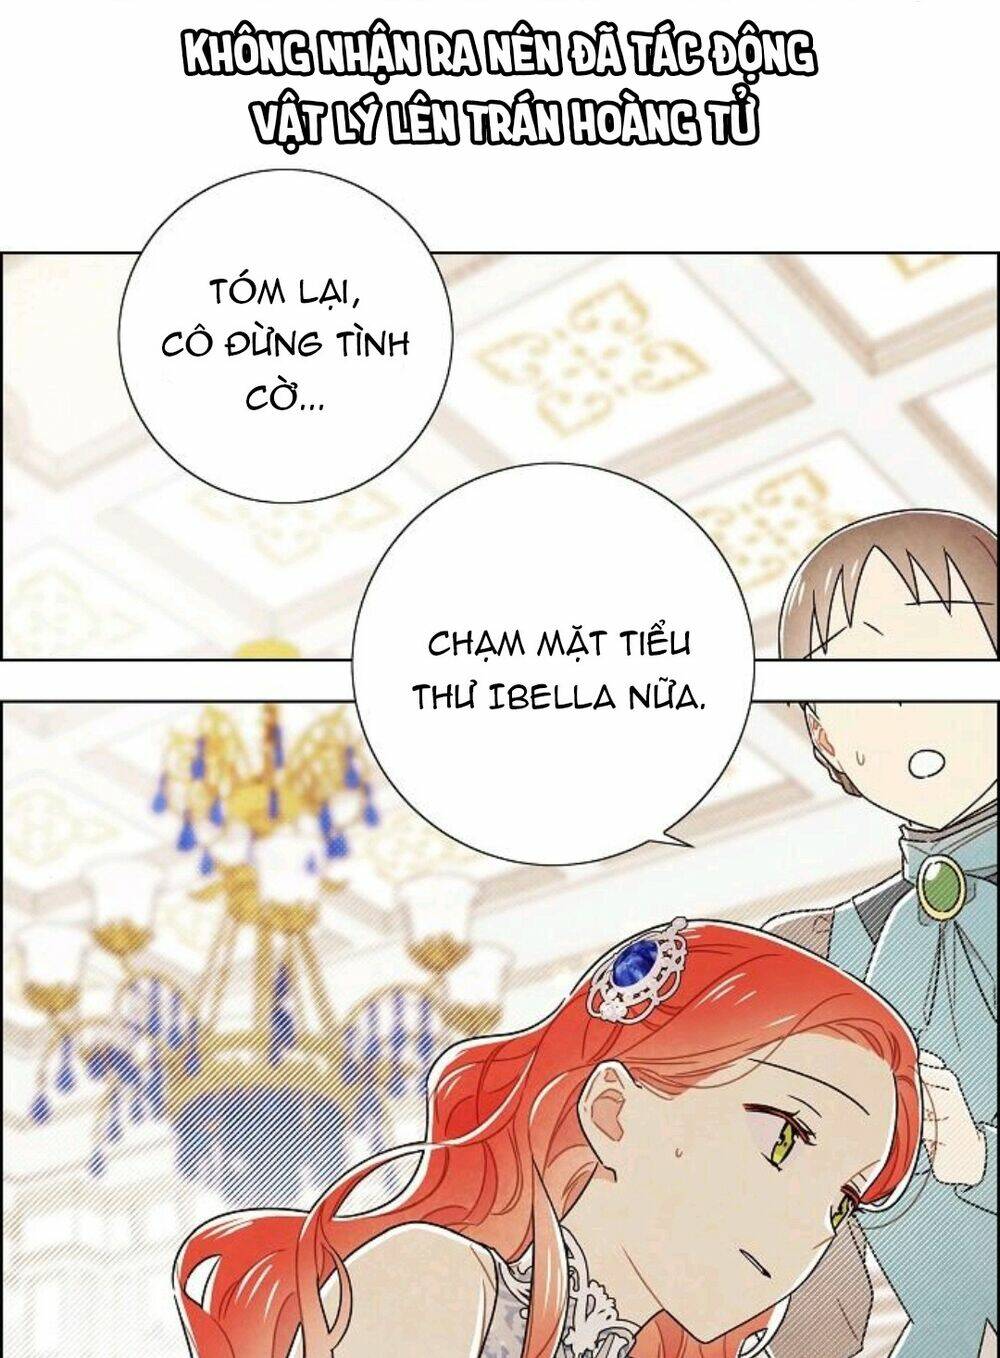 KHÔNG NHẬN RA NÊN ĐÃ TÁC ĐỘNG
VẬT LÝ LÊN TRÁN HOÀNG TỬ
TÓM LẠI,
CÔ ĐỪNG TÌNH
CỜ...
CHẠM MẶT TIỂU
THƯ IBELLA NỮA.